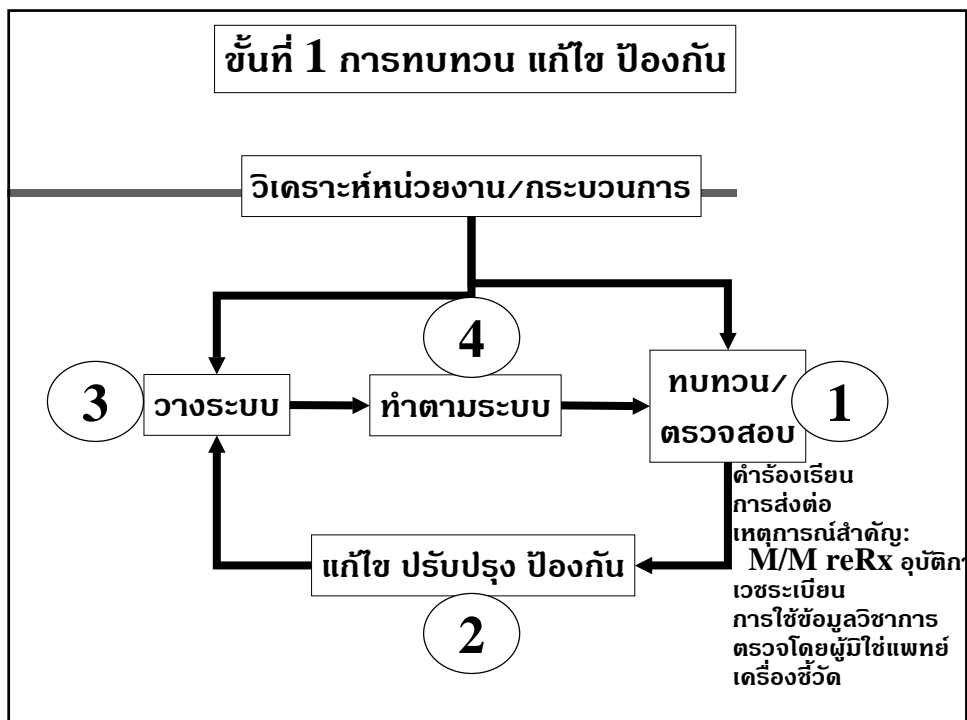 ขั้นที่ 1 การทบทวน แก้ไข ป้องกัน
วิเคราะห์หน่วยงาน/กระบวนการ
4
3
วางระบบ
ทำตามระบบ
ทบทวน/
ตรวจสอบ
1
คำร้องเรียน
การส่งต่อ
เหตุการณ์สำคัญ:
M/M reRx
เวชระเบียน
การใช้ข้อมูลวิชาการ
ตรวจโดยผู้มิใช่แพทย์
เครื่องชี้วัด
แก้ไข ปรับปรุง ป้องกัน
2